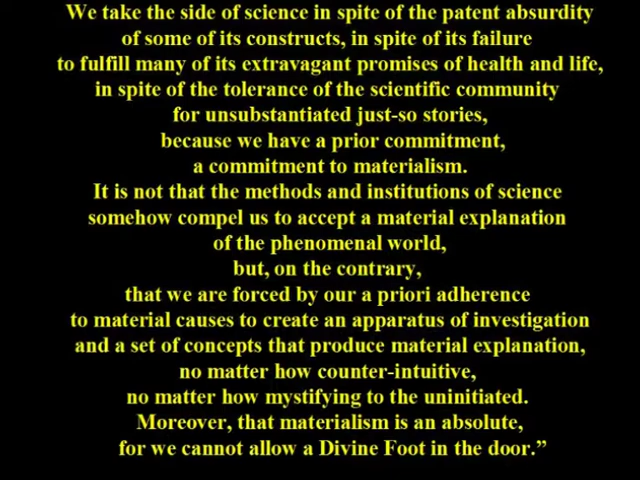 We take the side of science in spite of the patent absurdity
of some of its constructs, in spite of its failure
to fulfill many of its extravagant promises of health and life,
in spite of the tolerance of the scientific community
for unsubstantiated just-so stories,
because we have a prior commitment,
a commitment to materialism.
It is not that the methods and institutions of science
somehow compel us to accept a material explanation
of the phenomenal world,
but, on the contrary,
that we are forced by our a priori adherence
to material causes to create an apparatus of investigation
and a set of concepts that produce material explanation,
no matter how counter-intuitive,
no matter how mystifying to the uninitiated.
Moreover, that materialism is an absolute,
for we cannot allow a Divine Foot in the door.”